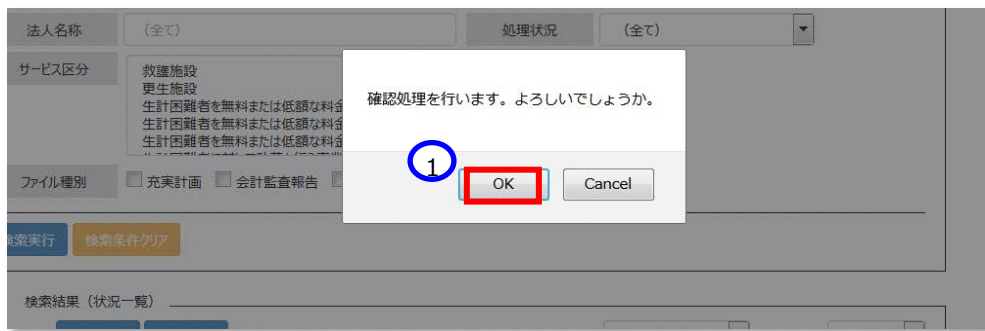 法人名称
(全て)
処理状況
(全て)
サービス区分
救護施設
更生施設
生計困難者を無料または低額な料金
生計困難者を無料または低額な料金
生計困難者を無料または低額な料金
確認処理を行います。よろしいでしょうか。
1
OK
Cancel
ファイル種別
充実計画
会計監査報告
検索実行
検索条件クリア
検索結果（状況一覧）